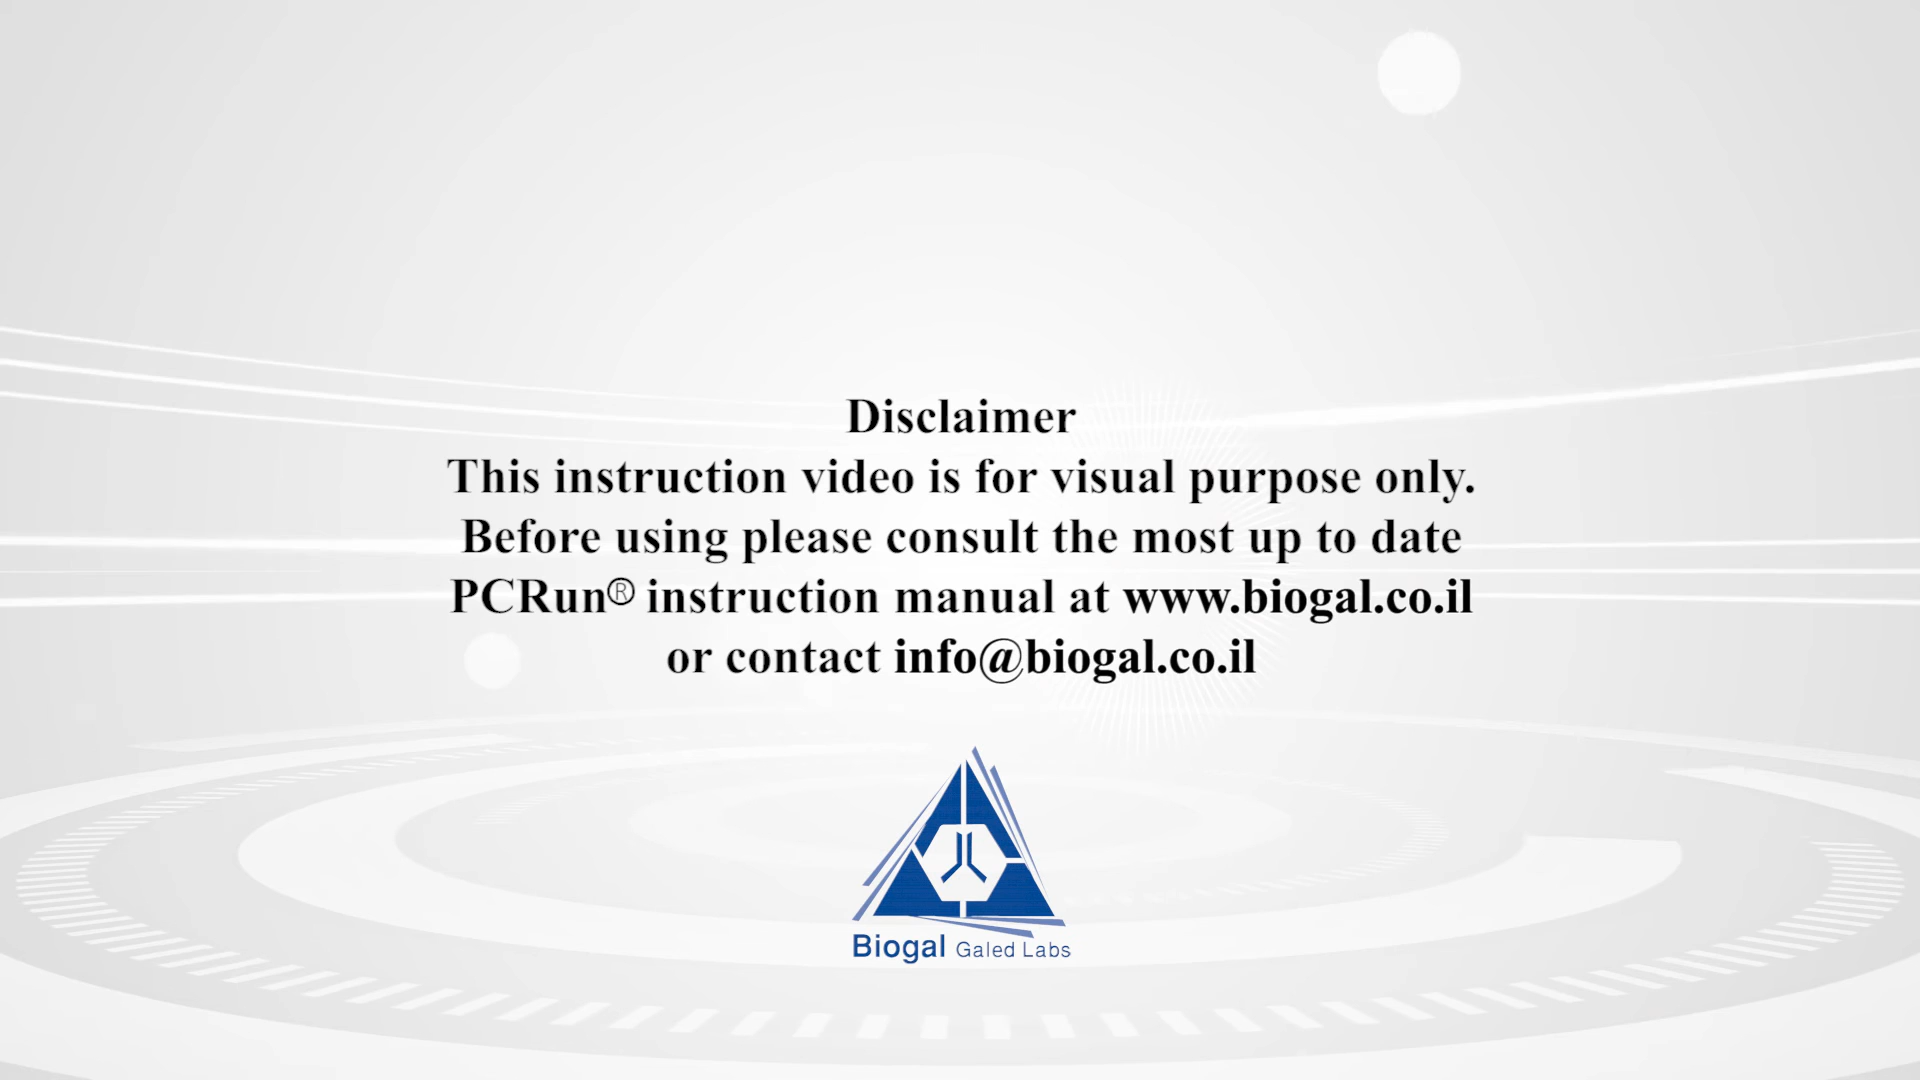 Disclaimer
This instruction video is for visual purpose only.
Before using please consult the most up to date
PCRun® instruction manual at www.biogal.co.il
or contact info@biogal.co.il
Biogal Galed Labs